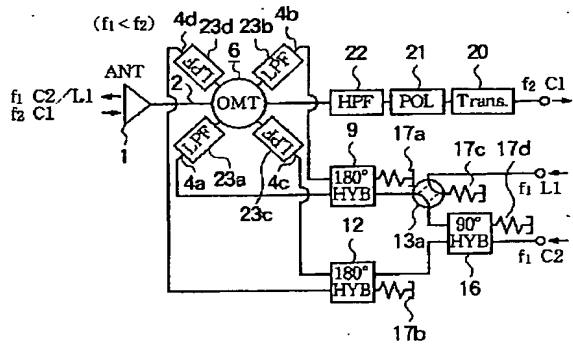 (f1 < f2)
4d
23d
6
23b
4b
LPF
LPF
ANT
2
OMT
22
21
20
HPF
POL
Trans.
f2 C1
f1 C2/L1
f2 C1
1
LPF
LPF
4a
23a
4c
23c
9
17a
17c
17d
180°
HYB
13a
f1 L1
12
90°
HYB
f1 C2
180°
HYB
16
17b